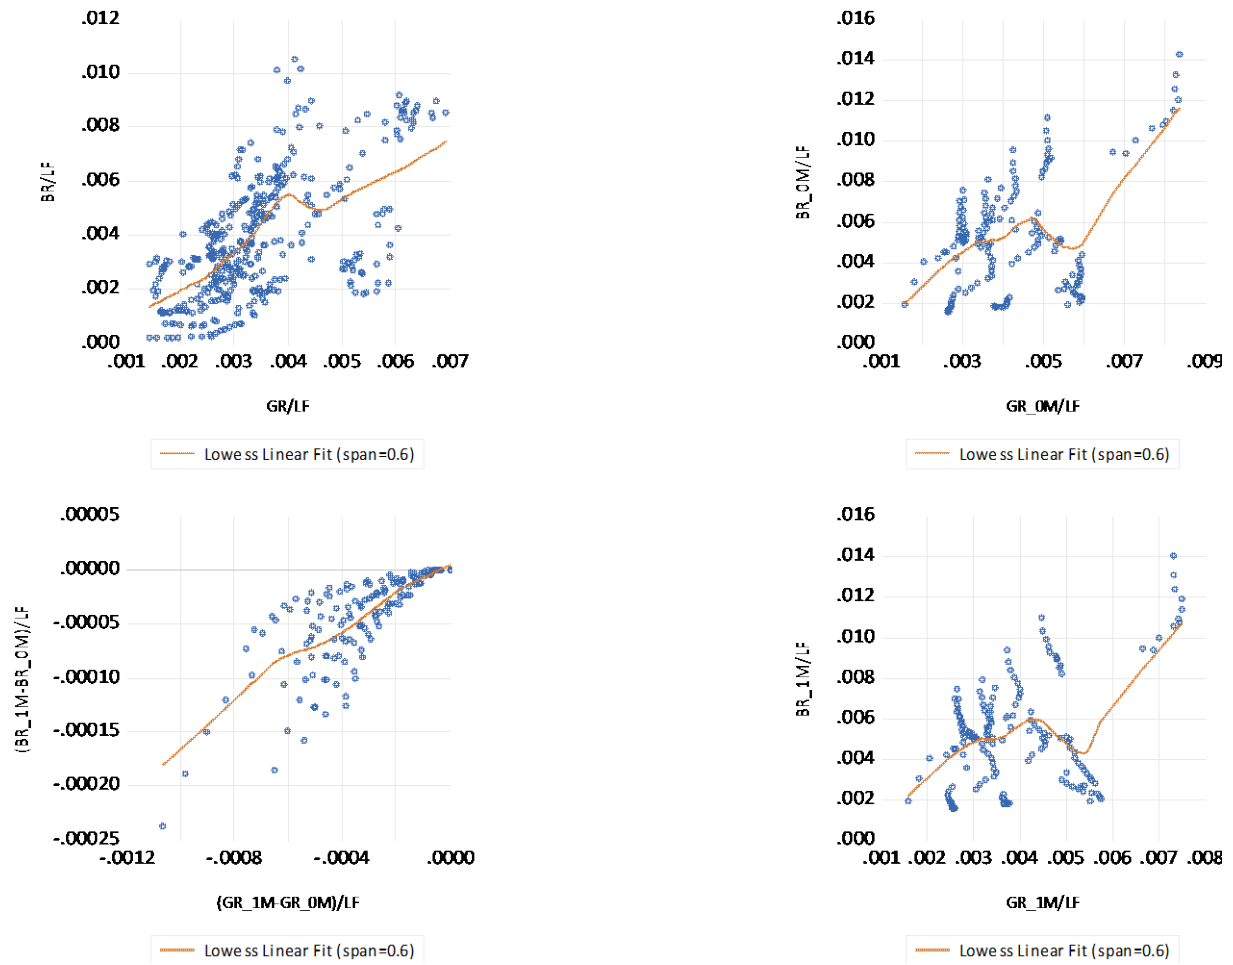 .012
.010
.008
.006
.004
.002
.000
BR/LF
.001 .002 .003 .004 .005 .006 .007
GR/LF
Lowess Linear Fit (span=0.6)
.016
.014
.012
.010
.008
.006
.004
.002
.000
BR_0M/LF
.001 .003 .005 .007 .009
GR_0M/LF
Lowess Linear Fit (span=0.6)
.00005
.00000
-.00005
-.00010
-.00015
-.00020
-.00025
(BR_1M-BR_0M)/LF
-.0012 -.0008 -.0004 .0000
(GR_1M-GR_0M)/LF
Lowess Linear Fit (span=0.6)
.016
.014
.012
.010
.008
.006
.004
.002
.000
BR_1M/LF
.001 .002 .003 .004 .005 .006 .007 .008
GR_1M/LF
Lowess Linear Fit (span=0.6)